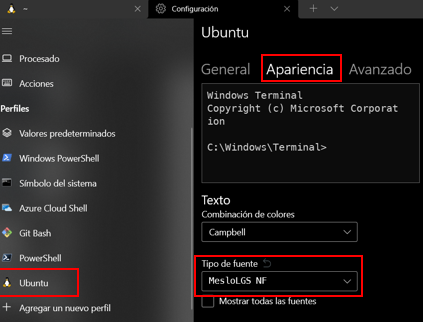 ~
Configuración
Procesado
Acciones
Perfiles
Valores predeterminados
Windows PowerShell
Símbolo del sistema
Azure Cloud Shell
Git Bash
PowerShell
Ubuntu
Agregar un nuevo perfil
Ubuntu
General Apariencia Avanzado
Windows Terminal
Copyright (c) Microsoft Corporat
ion
C:\Windows\Terminal>
Texto
Combinación de colores
Campbell
Tipo de fuente
MesloLGS NF
Mostrar todas las fuentes